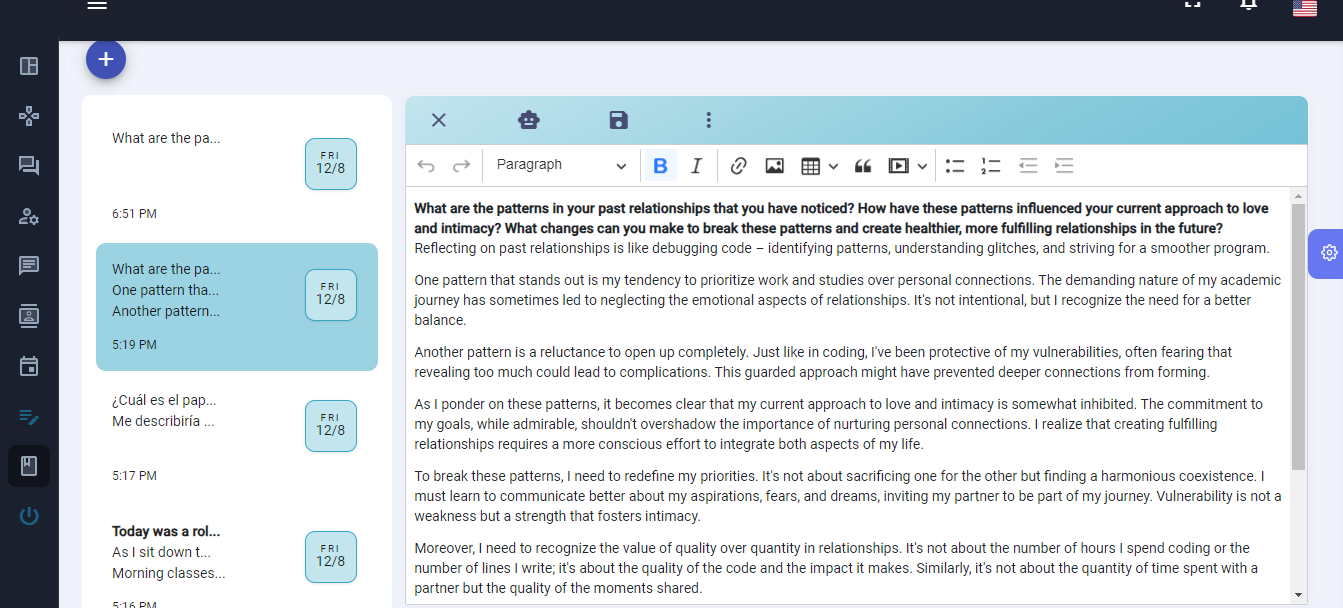 What are the pa...
FRI
12/8
6:51 PM
What are the pa...
One pattern tha...
Another pattern...
FRI
12/8
5:19 PM
¿Cuál es el pap...
Me describiría ...
FRI
12/8
5:17 PM
Today was a rol...
As I sit down t...
Morning classes...
FRI
12/8
5:16 PM
Paragraph
B I
What are the patterns in your past relationships that you have noticed? How have these patterns influenced your current approach to love
and intimacy? What changes can you make to break these patterns and create healthier, more fulfilling relationships in the future?
Reflecting on past relationships is like debugging code – identifying patterns, understanding glitches, and striving for a smoother program.
One pattern that stands out is my tendency to prioritize work and studies over personal connections. The demanding nature of my academic
journey has sometimes led to neglecting the emotional aspects of relationships. It's not intentional, but I recognize the need for a better
balance.
Another pattern is a reluctance to open up completely. Just like in coding, I've been protective of my vulnerabilities, often fearing that
revealing too much could lead to complications. This guarded approach might have prevented deeper connections from forming.
As I ponder on these patterns, it becomes clear that my current approach to love and intimacy is somewhat inhibited. The commitment to
my goals, while admirable, shouldn't overshadow the importance of nurturing personal connections. I realize that creating fulfilling
relationships requires a more conscious effort to integrate both aspects of my life.
To break these patterns, I need to redefine my priorities. It's not about sacrificing one for the other but finding a harmonious coexistence. I
must learn to communicate better about my aspirations, fears, and dreams, inviting my partner to be part of my journey. Vulnerability is not a
weakness but a strength that fosters intimacy.
Moreover, I need to recognize the value of quality over quantity in relationships. It's not about the number of hours I spend coding or the
number of lines I write; it's about the quality of the code and the impact it makes. Similarly, it's not about the quantity of time spent with a
partner but the quality of the moments shared.